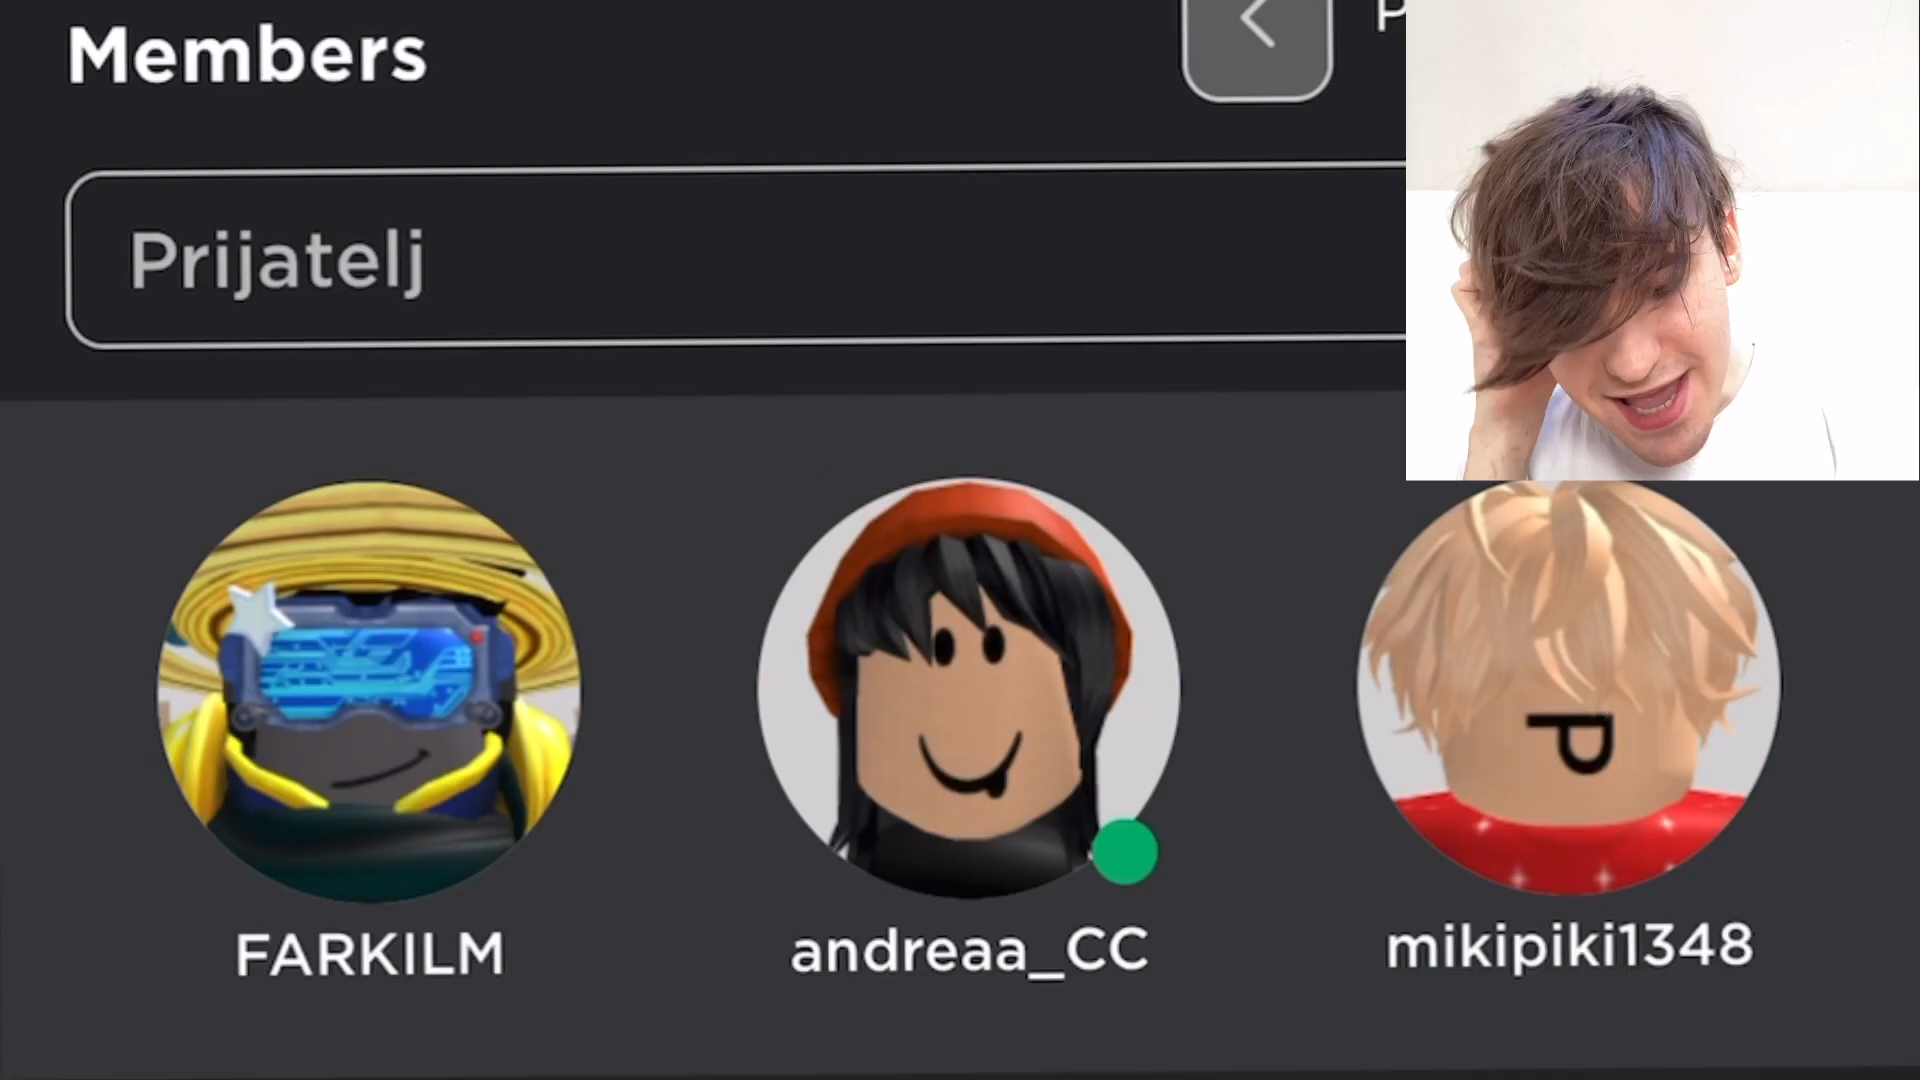 Members
Prijatelj
FARKILM
andreaa_CC
mikipiki1348